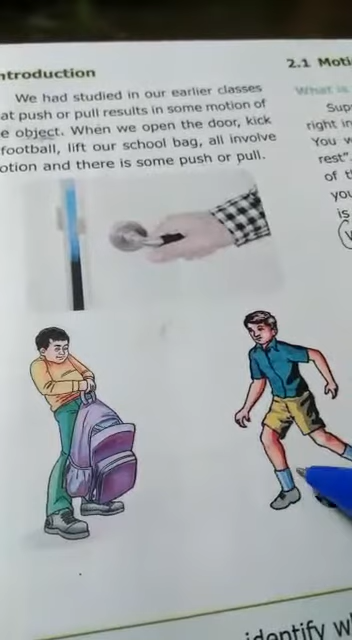 ntroduction
We had studied in our earlier classes
at push or pull results in some motion of
e object. When we open the door, kick
football, lift our school bag, all involve
otion and there is some push or pull.
2.1 Moti
What is
Sup
right in
You w
rest"
of t
you
is
identify w